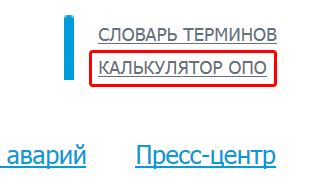 СЛОВАРЬ ТЕРМИНОВ
КАЛЬКУЛЯТОР ОПО
аварий Пресс-центр